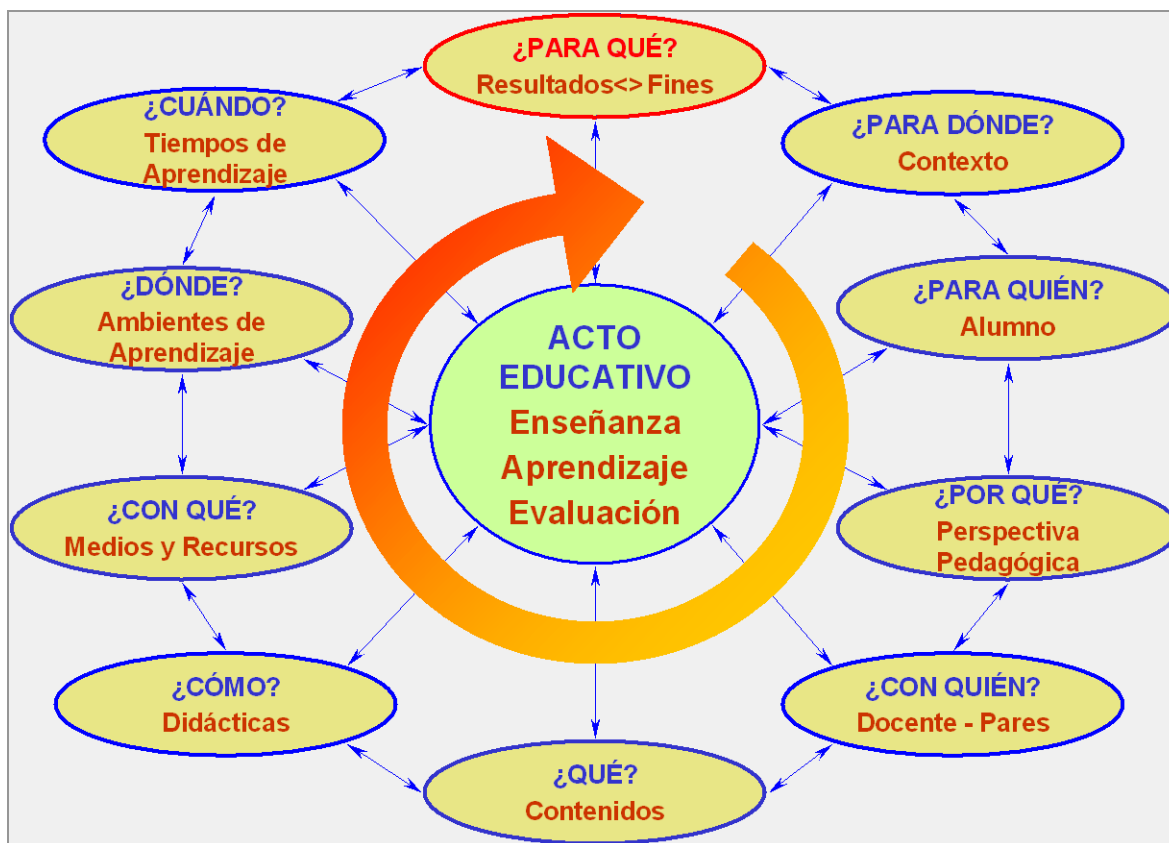 ¿PARA QUÉ?
Resultados<> Fines
¿PARA DÓNDE?
Contexto
¿PARA QUIÉN?
Alumno
¿POR QUÉ?
Perspectiva
Pedagógica
¿CON QUIÉN?
Docente - Pares
¿QUÉ?
Contenidos
¿CÓMO?
Didácticas
¿CON QUÉ?
Medios y Recursos
¿DÓNDE?
Ambientes de
Aprendizaje
¿CUÁNDO?
Tiempos de
Aprendizaje
ACTO
EDUCATIVO
Enseñanza
Aprendizaje
Evaluación